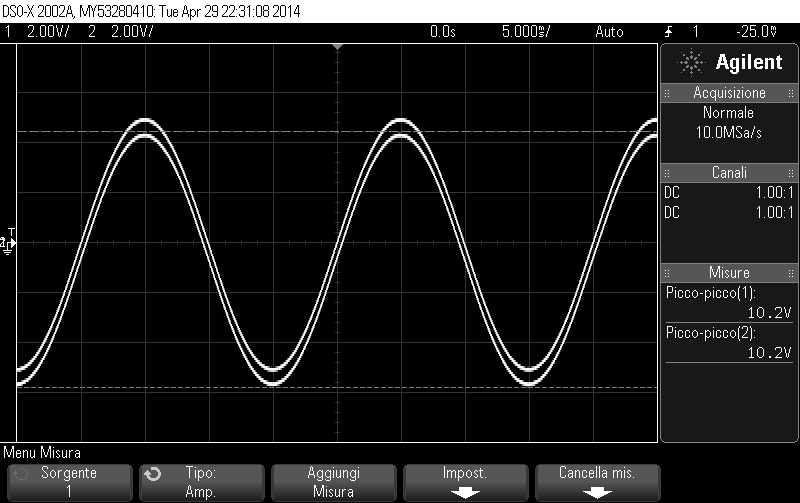 DSO-X 2002A, MY53280410: Tue Apr 29 22:31:08 2014
1 2.00V/ 2 2.00V/ 0.0s 5.000s/ Auto 1 -25.0V
Agilent
Acquisizione
Normale
10.0MSa/s
Canali
DC 1.00:1
DC 1.00:1
T
Misure
Picco-picco(1):
10.2V
Picco-picco(2):
10.2V
Menu Misura
Sorgente
1
Tipo:
Amp.
Aggiungi
Misura
Impost.
Cancella mis.